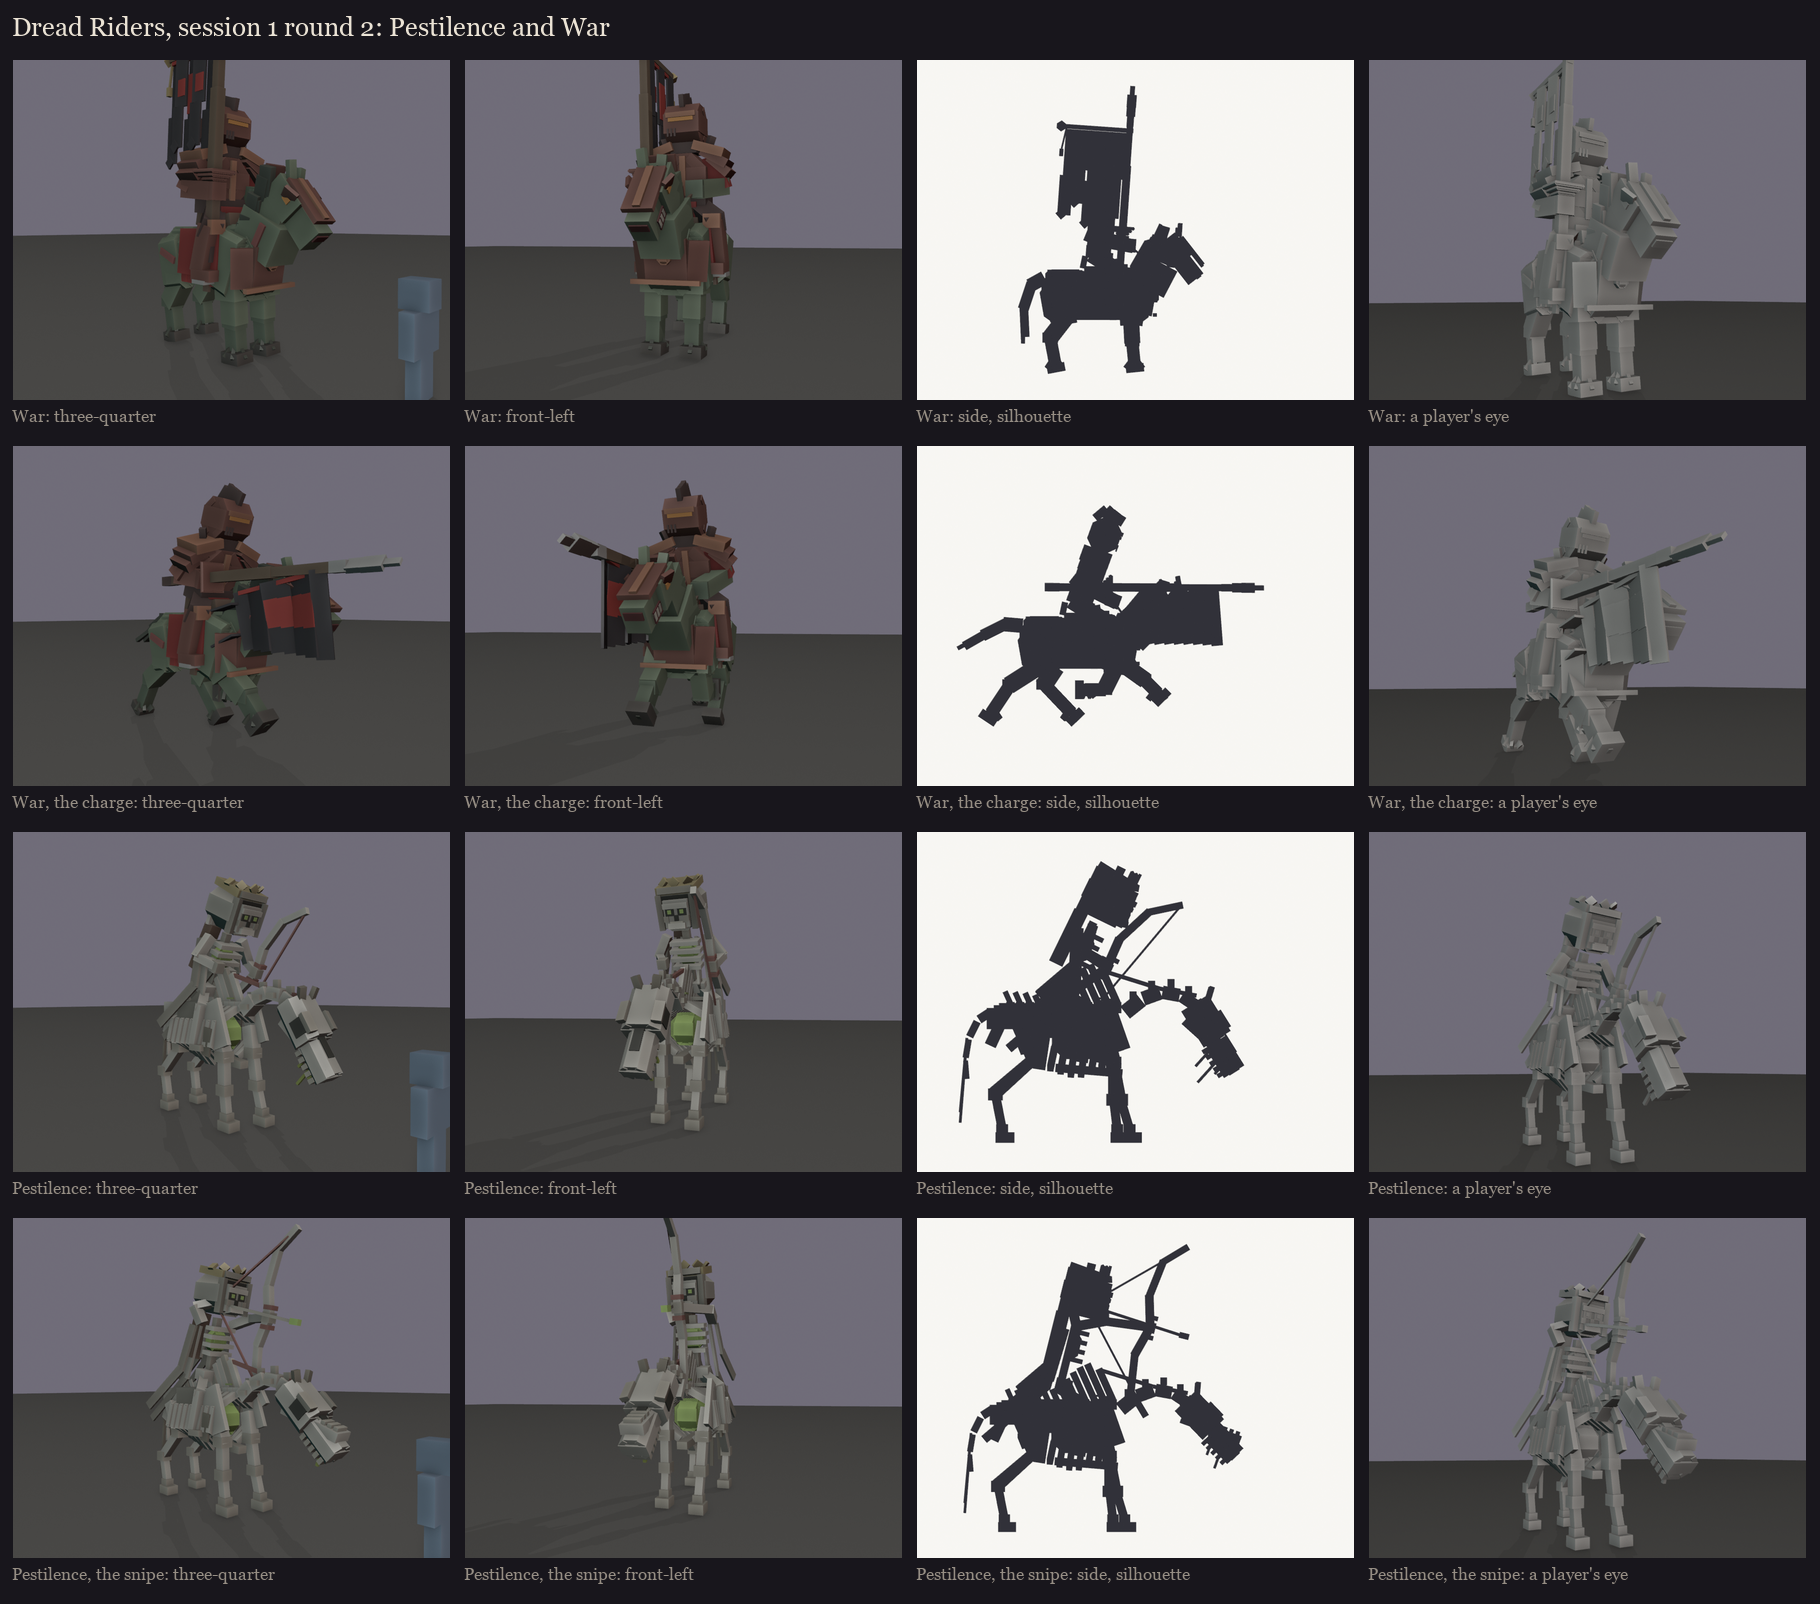 Dread Riders, session 1 round 2: Pestilence and War
War: three-quarter
War: front-left
War: side, silhouette
War: a player's eye
War, the charge: three-quarter
War, the charge: front-left
War, the charge: side, silhouette
War, the charge: a player's eye
Pestilence: three-quarter
Pestilence: front-left
Pestilence: side, silhouette
Pestilence: a player's eye
Pestilence, the snipe: three-quarter
Pestilence, the snipe: front-left
Pestilence, the snipe: side, silhouette
Pestilence, the snipe: a player's eye